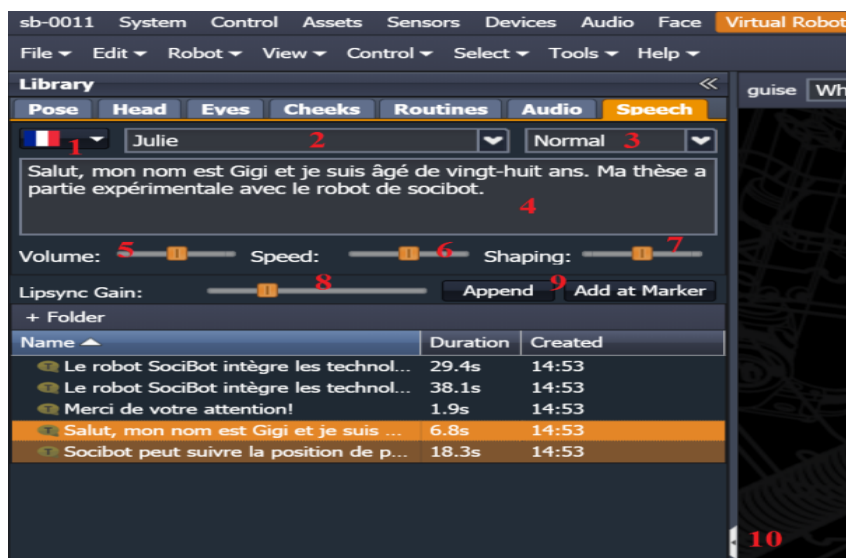 sb-0011 System Control Assets Sensors Devices Audio Face Virtual Robot
File Edit Robot View Control Select Tools Help
Library
guise Wh
Pose Head Eyes Cheeks Routines Audio Speech
1 Julie 2 Normal 3
Salut, mon nom est Gigi et je suis âgé de vingt-huit ans. Ma thèse a
partie expérimentale avec le robot de socibot.
4
Volume: 5 Speed: 6 Shaping: 7
Lipsync Gain: 8 Append 9 Add at Marker
+ Folder
Name Duration Created
Le robot SociBot intègre les technol... 29.4s 14:53
Le robot SociBot intègre les technol... 38.1s 14:53
Merci de votre attention! 1.9s 14:53
Salut, mon nom est Gigi et je suis ... 6.8s 14:53
Socibot peut suivre la position de p... 18.3s 14:53
10